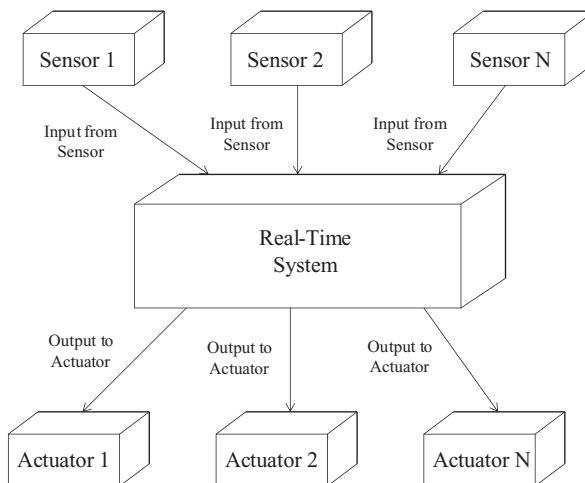 Sensor 1
Sensor 2
Sensor N
Input from
Sensor
Input from
Sensor
Input from
Sensor
Real-Time
System
Output to
Actuator
Output to
Actuator
Output to
Actuator
Actuator 1
Actuator 2
Actuator N